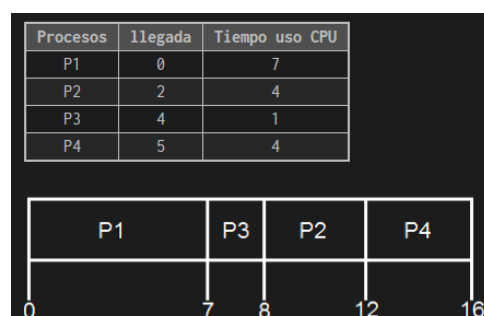 Procesos llegada Tiempo uso CPU
P1 0 7
P2 2 4
P3 4 1
P4 5 4
P1 P3 P2 P4
0 7 8 12 16